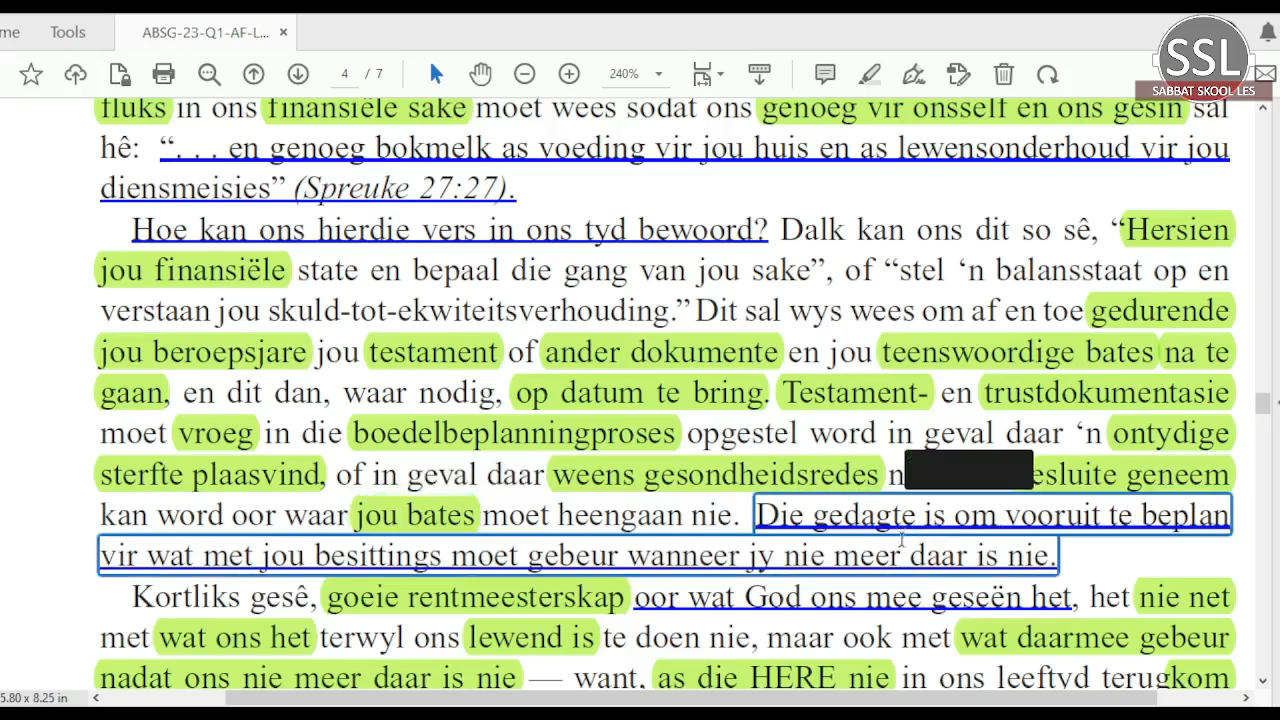 me Tools ABSG-23-Q1-AF-L... ×
SSL
SABBAT SKOOL LES
4 / 7 240%
fluks in ons finansiële sake moet wees sodat ons genoeg vir onsself en ons gesin sal
hê: “. . . en genoeg bokmelk as voeding vir jou huis en as lewensonderhoud vir jou
diensmeisies” (Spreuke 27:27).
Hoe kan ons hierdie vers in ons tyd bewoord? Dalk kan ons dit so sê, “Hersien
jou finansiële state en bepaal die gang van jou sake”, of “stel ‘n balansstaat op en
verstaan jou skuld-tot-ekwiteitsverhouding.” Dit sal wys wees om af en toe gedurende
jou beroepsjare jou testament of ander dokumente en jou teenswoordige bates na te
gaan, en dit dan, waar nodig, op datum te bring. Testament- en trustdokumentasie
moet vroeg in die boedelbeplanningproses opgestel word in geval daar ‘n ontydige
sterfte plaasvind, of in geval daar weens gesondheidsredes n esluite geneem
kan word oor waar jou bates moet heengaan nie. Die gedagte is om vooruit te beplan
vir wat met jou besittings moet gebeur wanneer jy nie meer daar is nie.
Kortliks gesê, goeie rentmeesterskap oor wat God ons mee geseën het, het nie net
met wat ons het terwyl ons lewend is te doen nie, maar ook met wat daarmee gebeur
nadat ons nie meer daar is nie — want, as die HERE nie in ons leeftyd terugkom
5.80 x 8.25 in